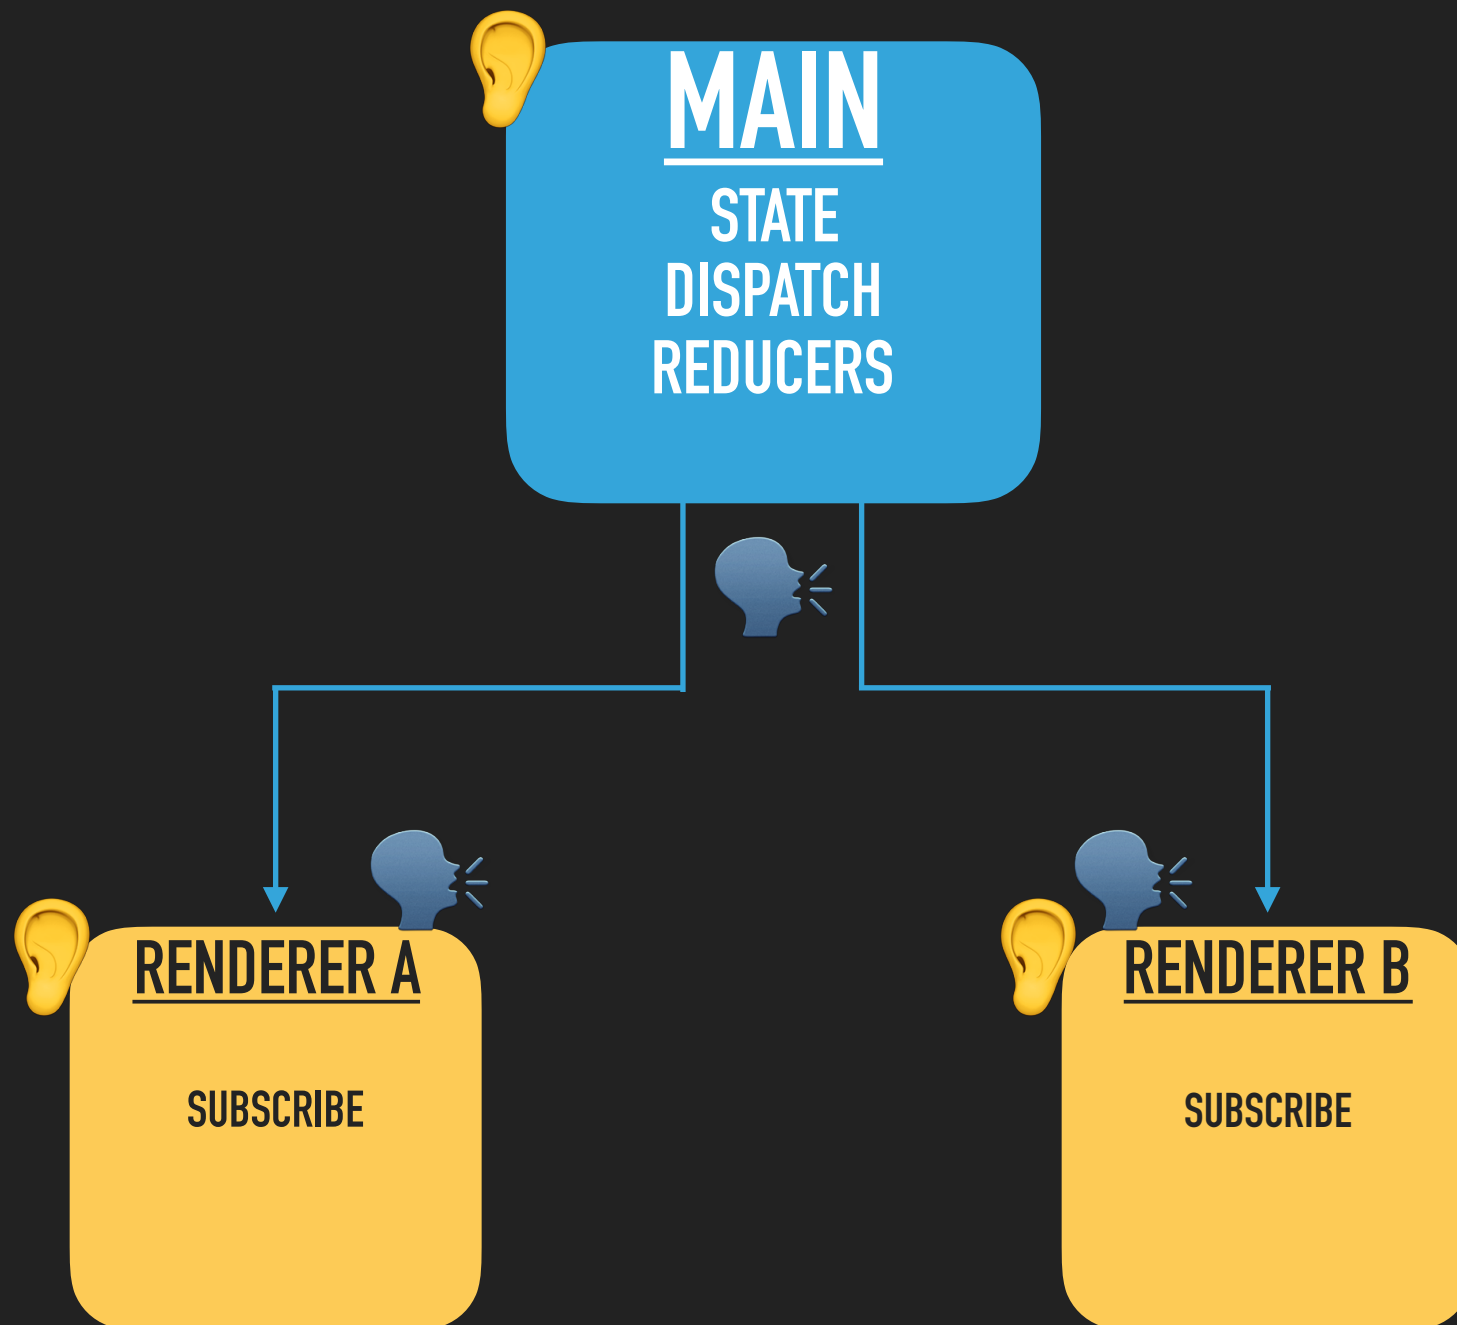 MAIN
STATE
DISPATCH
REDUCERS
RENDERER A
SUBSCRIBE
RENDERER B
SUBSCRIBE